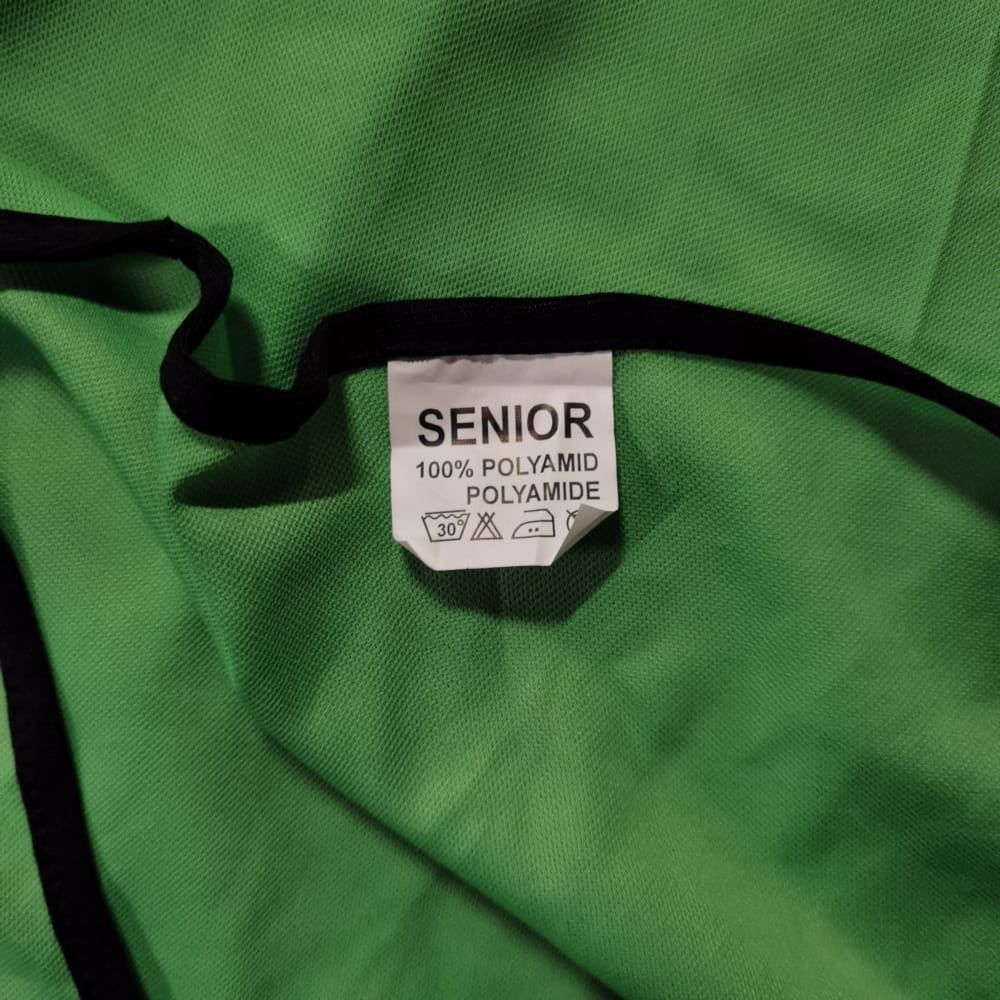 SENIOR
100% POLYAMID
POLYAMIDE
30°